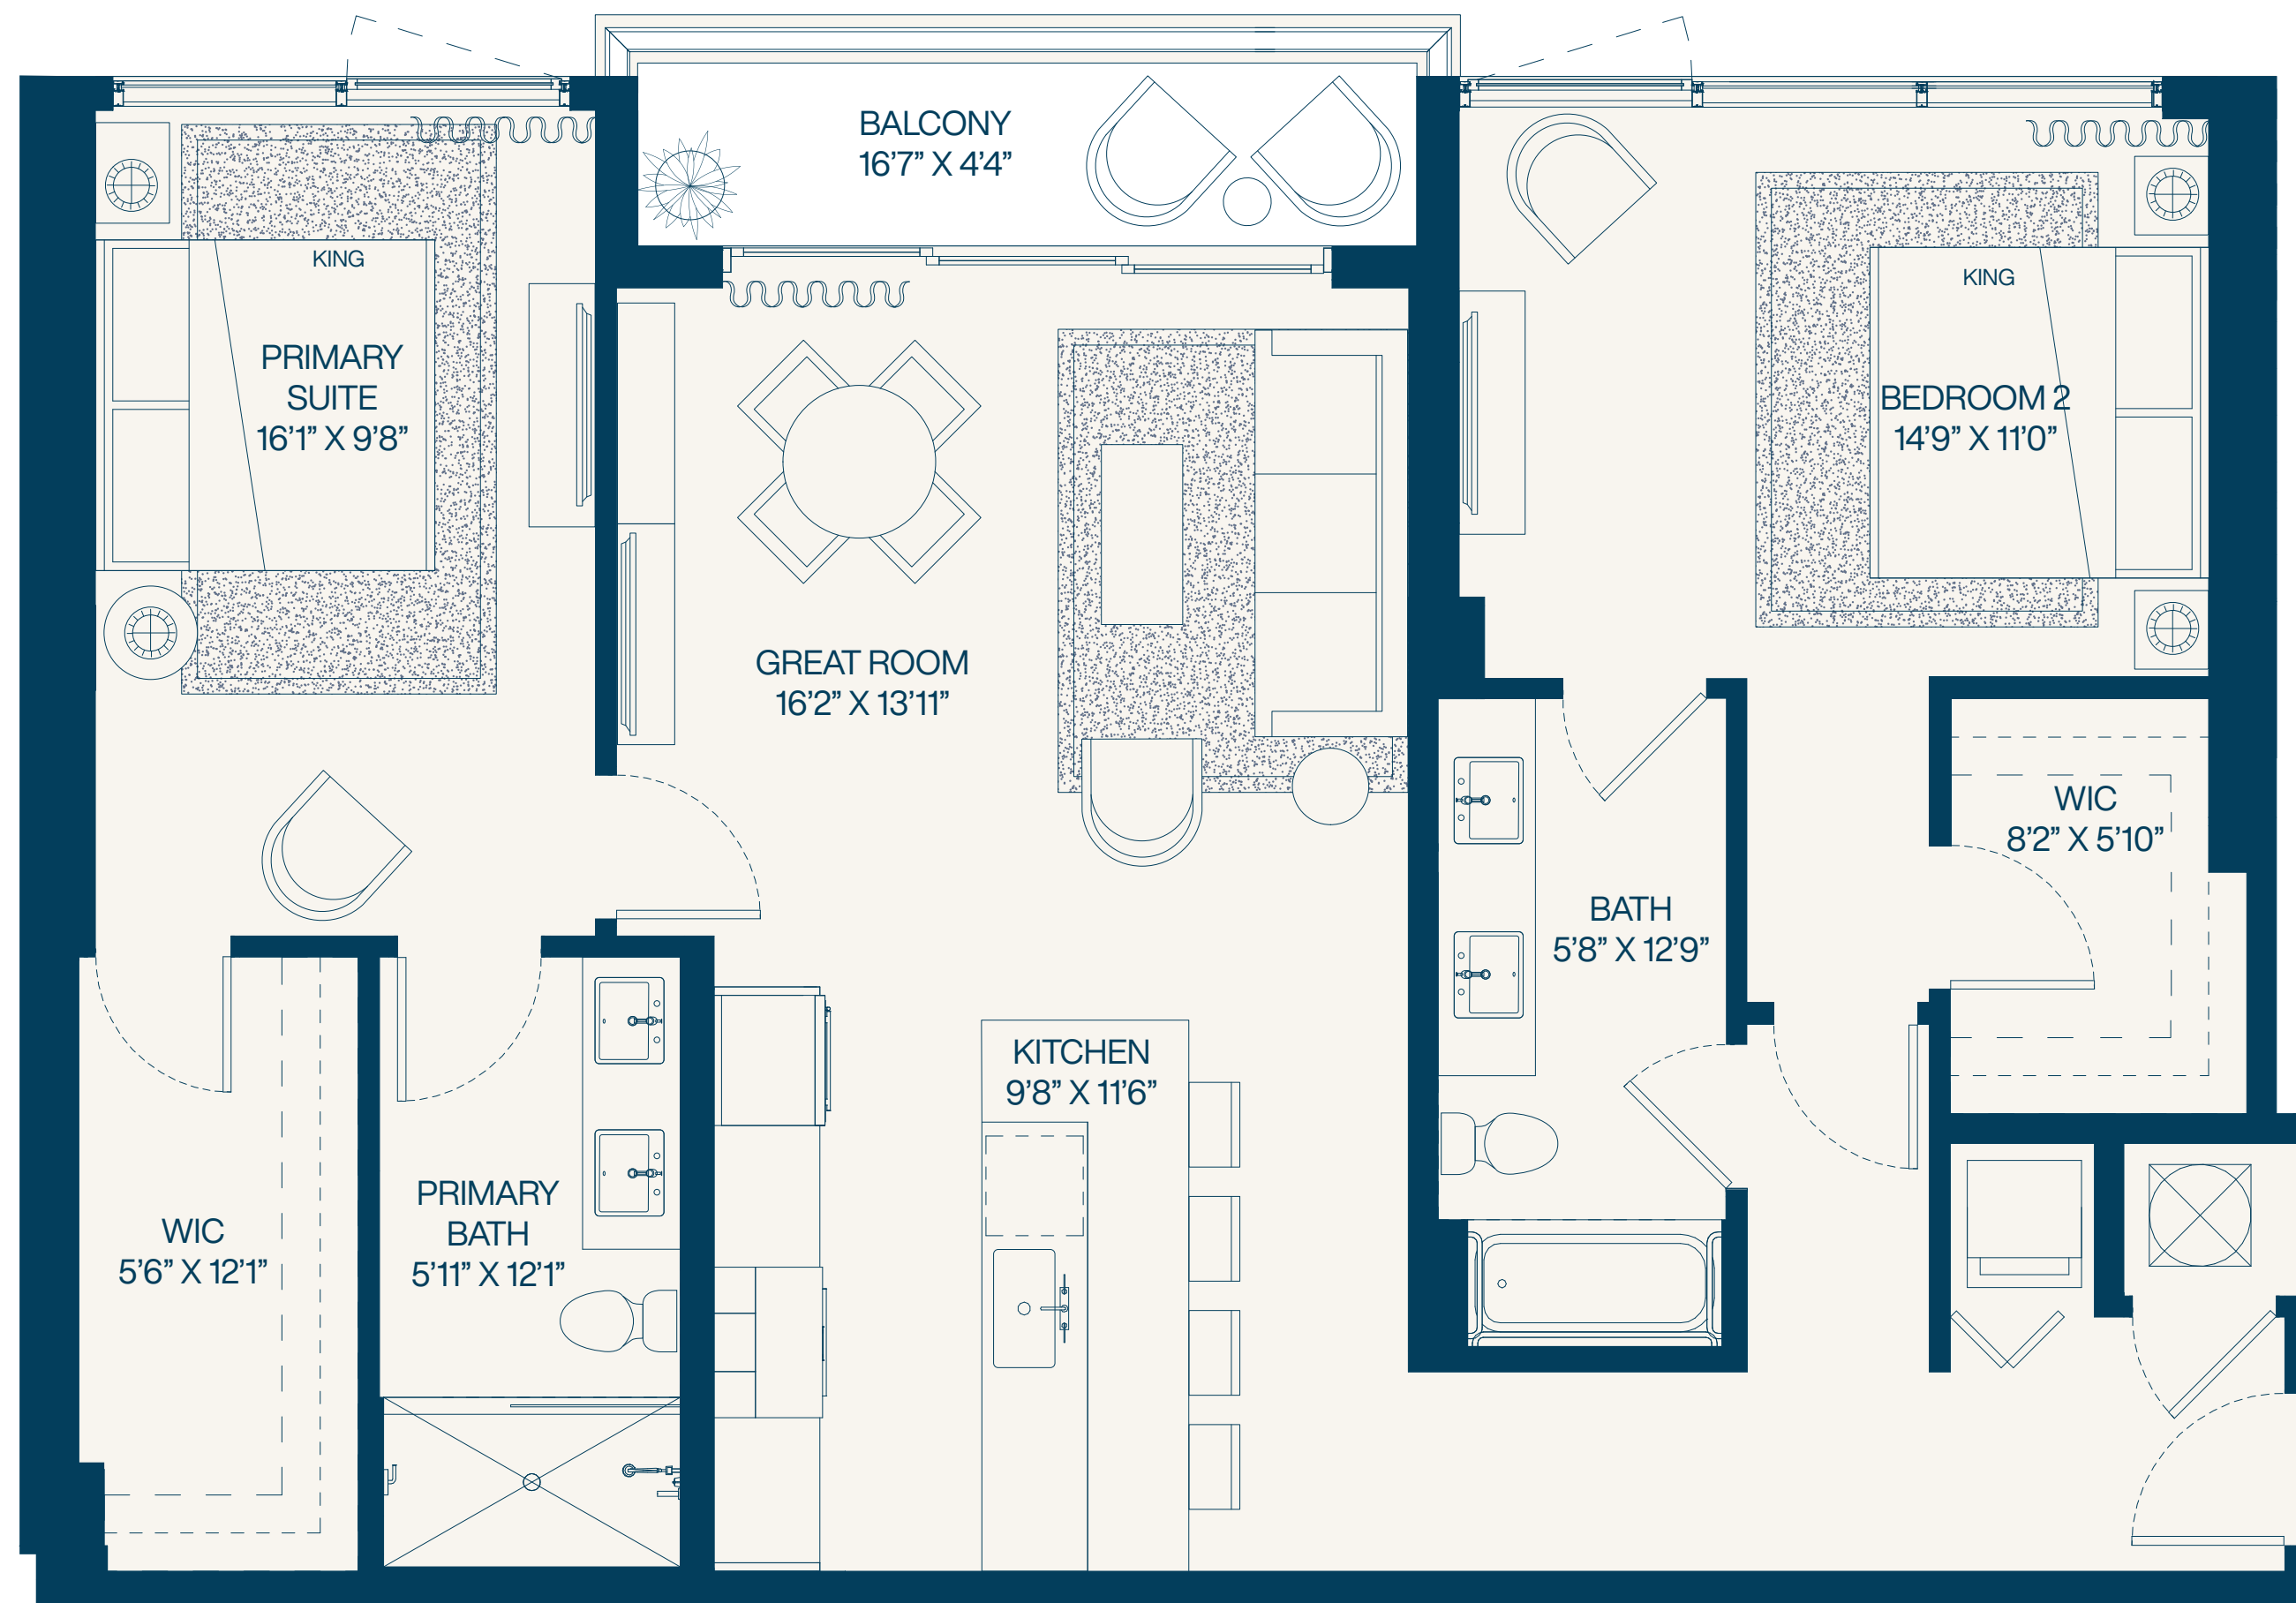 BALCONY
16’7” X 4’4”
KING
PRIMARY
SUITE
16’1” X 9’8”
KING
BEDROOM 2
14’9” X 11’0”
GREAT ROOM
16’2” X 13’11”
WIC
8’2” X 5’10”
BATH
5’8” X 12’9”
KITCHEN
9’8” X 11’6”
PRIMARY
BATH
5’11” X 12’1”
WIC
5’6” X 12’1”